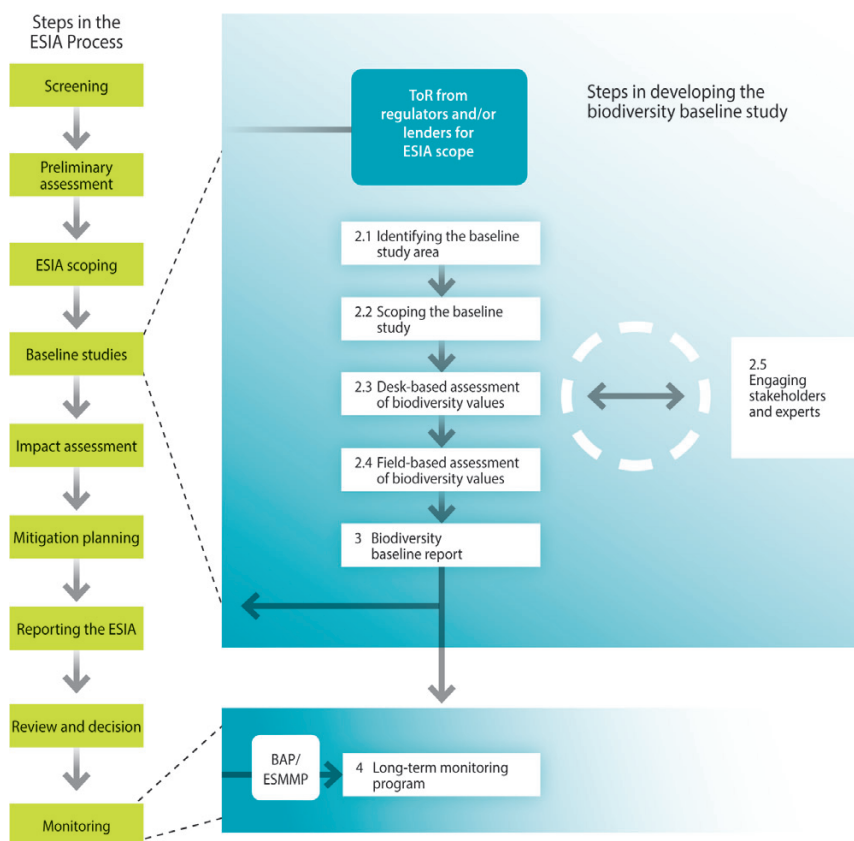 Steps in the
ESIA Process
Screening
Preliminary
assessment
ESIA scoping
Baseline studies
Impact assessment
Mitigation planning
Reporting the ESIA
Review and decision
Monitoring
ToR from
regulators and/or
lenders for
ESIA scope
Steps in developing the
biodiversity baseline study
2.1 Identifying the baseline
study area
2.2 Scoping the baseline
study
2.3 Desk-based assessment
of biodiversity values
2.4 Field-based assessment
of biodiversity values
3 Biodiversity
baseline report
2.5
Engaging
stakeholders
and experts
BAP/
ESMMP
4 Long-term monitoring
program